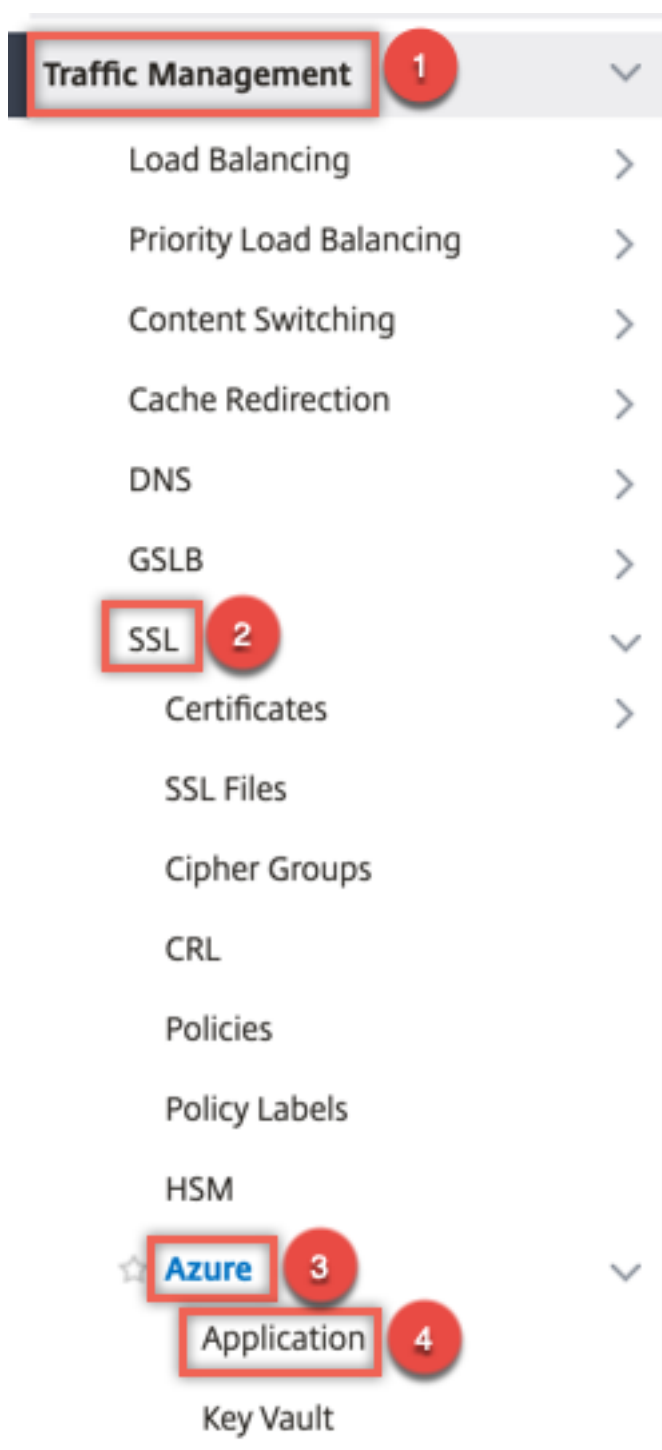 Traffic Management 1
Load Balancing
Priority Load Balancing
Content Switching
Cache Redirection
DNS
GSLB
SSL 2
Certificates
SSL Files
Cipher Groups
CRL
Policies
Policy Labels
HSM
Azure 3
Application 4
Key Vault